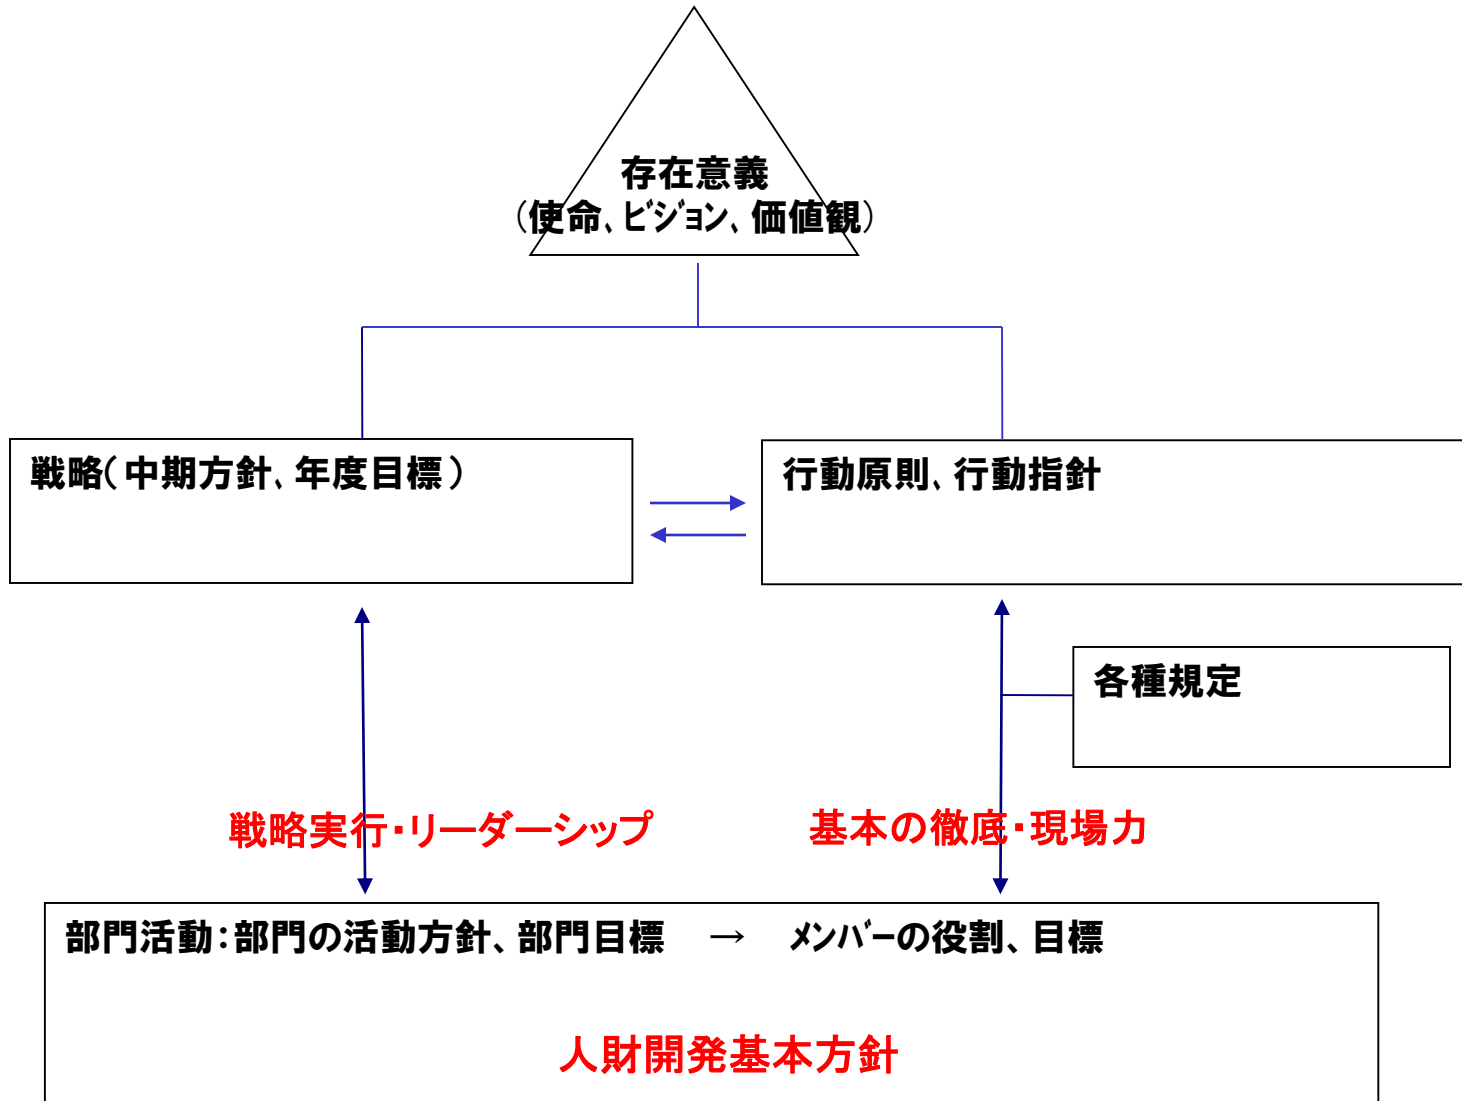 存在意義
(使命、ビジョン、価値観)
戦略(中期方針、年度目標)
行動原則、行動指針
各種規定
戦略実行・リーダーシップ
基本の徹底・現場力
部門活動:部門の活動方針、部門目標　→　メンバーの役割、目標
人財開発基本方針